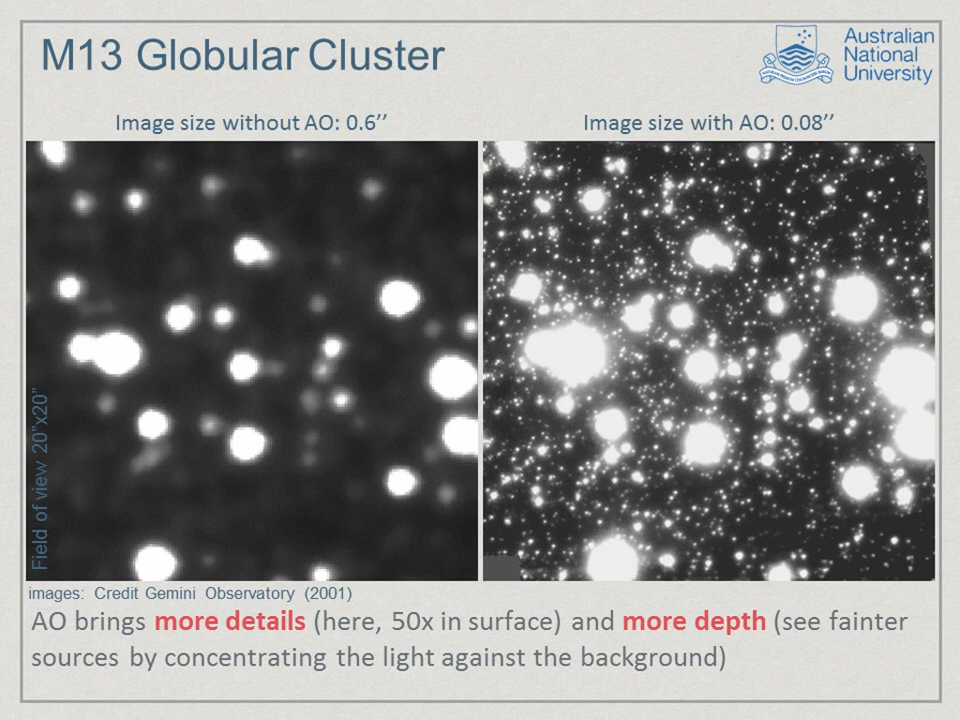 M13 Globular Cluster
Australian
National
University
Image size without AO: 0.6’’
Image size with AO: 0.08’’
Field of view 20”x20”
images: Credit Gemini Observatory (2001)
AO brings more details (here, 50x in surface) and more depth (see fainter
sources by concentrating the light against the background)